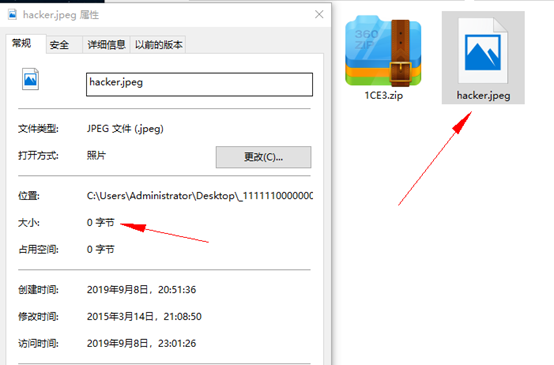 hacker.jpeg 属性
常规
安全
详细信息
以前的版本
hacker.jpeg
文件类型:
JPEG 文件 (.jpeg)
打开方式:
照片
更改(C)...
位置:
C:\Users\Administrator\Desktop\_1111110000000
大小:
0 字节
占用空间:
0 字节
创建时间:
2019年9月8日，20:51:36
修改时间:
2015年3月14日，21:08:50
访问时间:
2019年9月8日，23:01:26
360
ZIP
1CE3.zip
hacker.jpeg